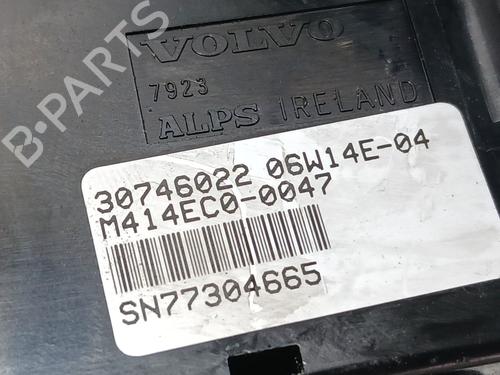 B-PARTS
VOLVO
7923
ALPS IRELAND
30746022 06W14E-04
M414EC0-0047
SN77304665